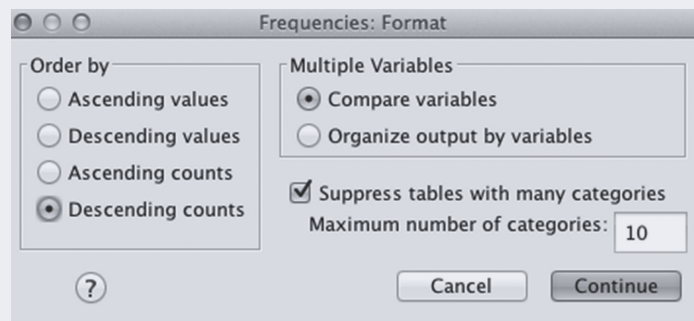 Frequencies: Format
Order by
Ascending values
Descending values
Ascending counts
Descending counts
Multiple Variables
Compare variables
Organize output by variables
Suppress tables with many categories
Maximum number of categories: 10
?
Cancel
Continue